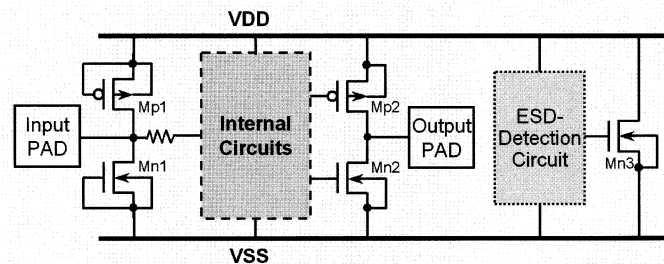 VDD
Mp1
Input
PAD
Mn1
Internal
Circuits
Mp2
Output
PAD
Mn2
ESD-
Detection
Circuit
Mn3
VSS